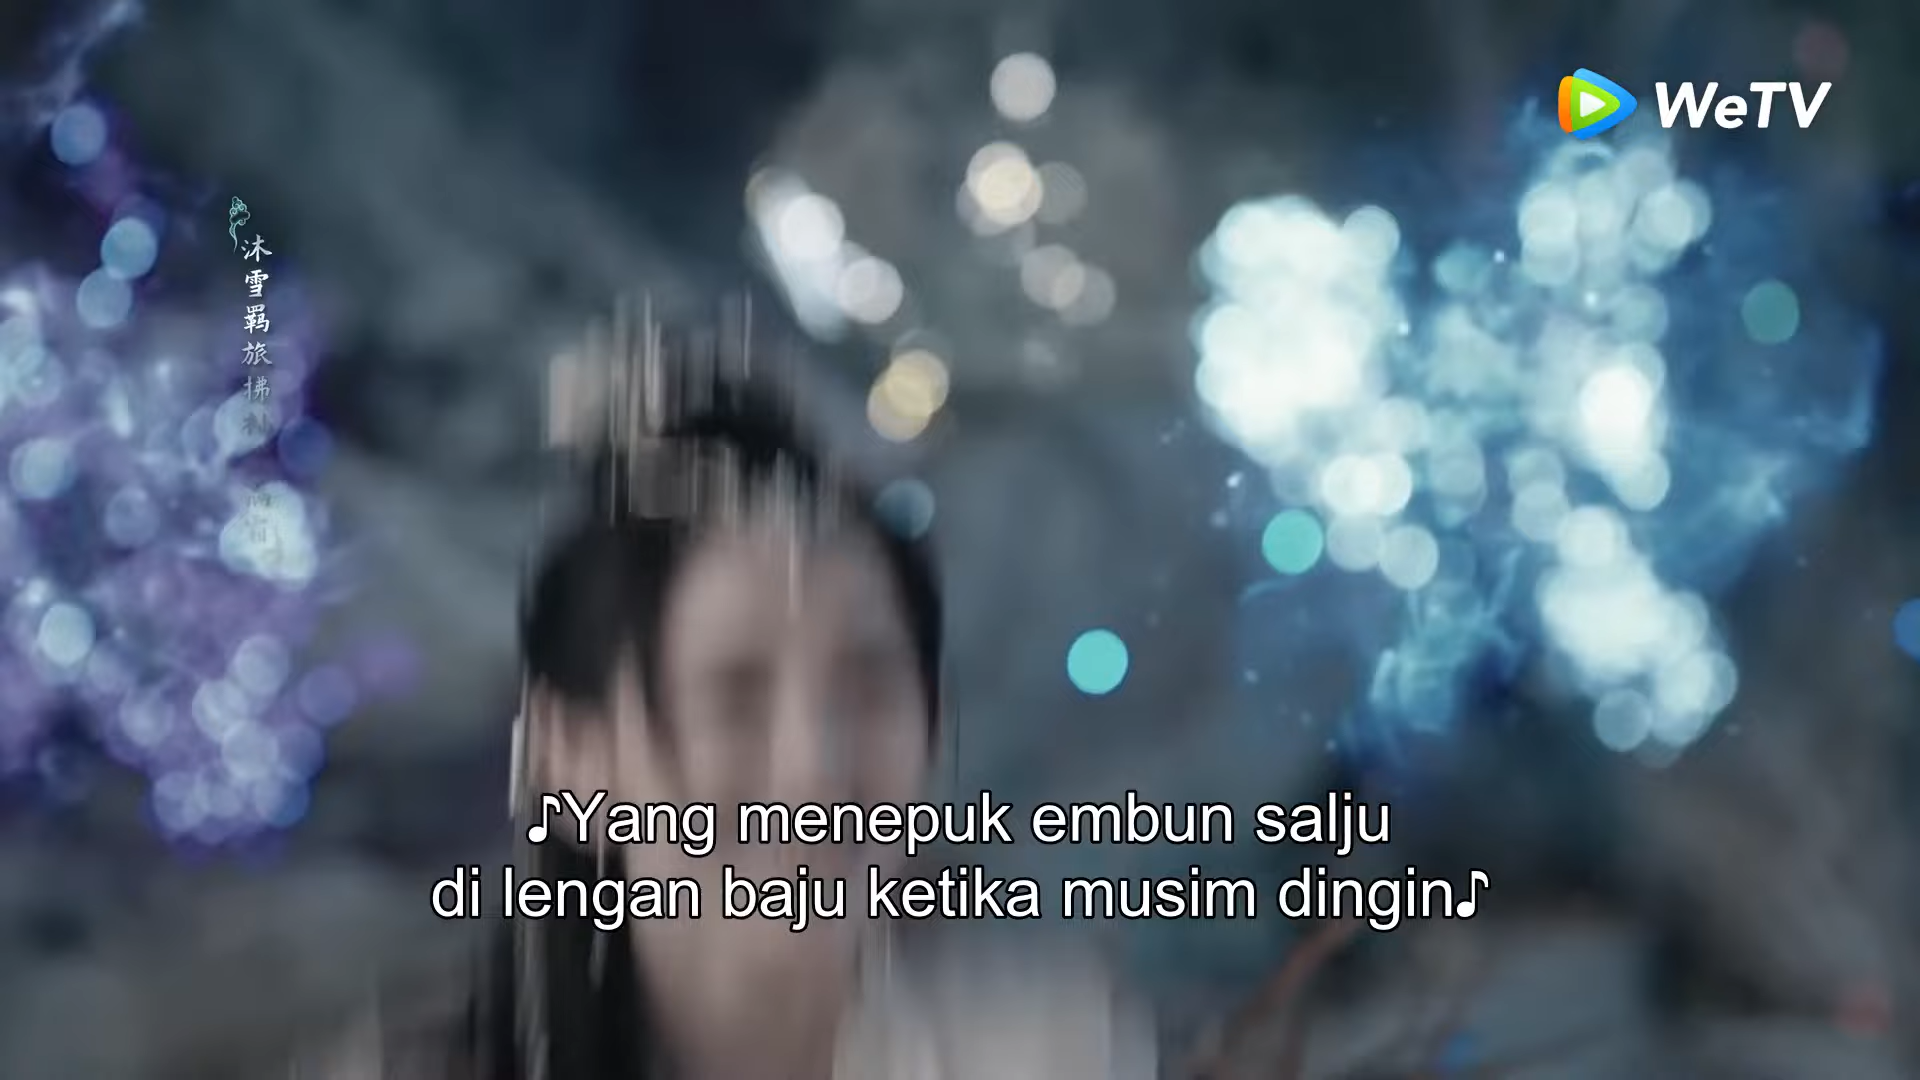 WeTV
沐雪羁旅拂
♪Yang menepuk embun salju
di lengan baju ketika musim dingin♪